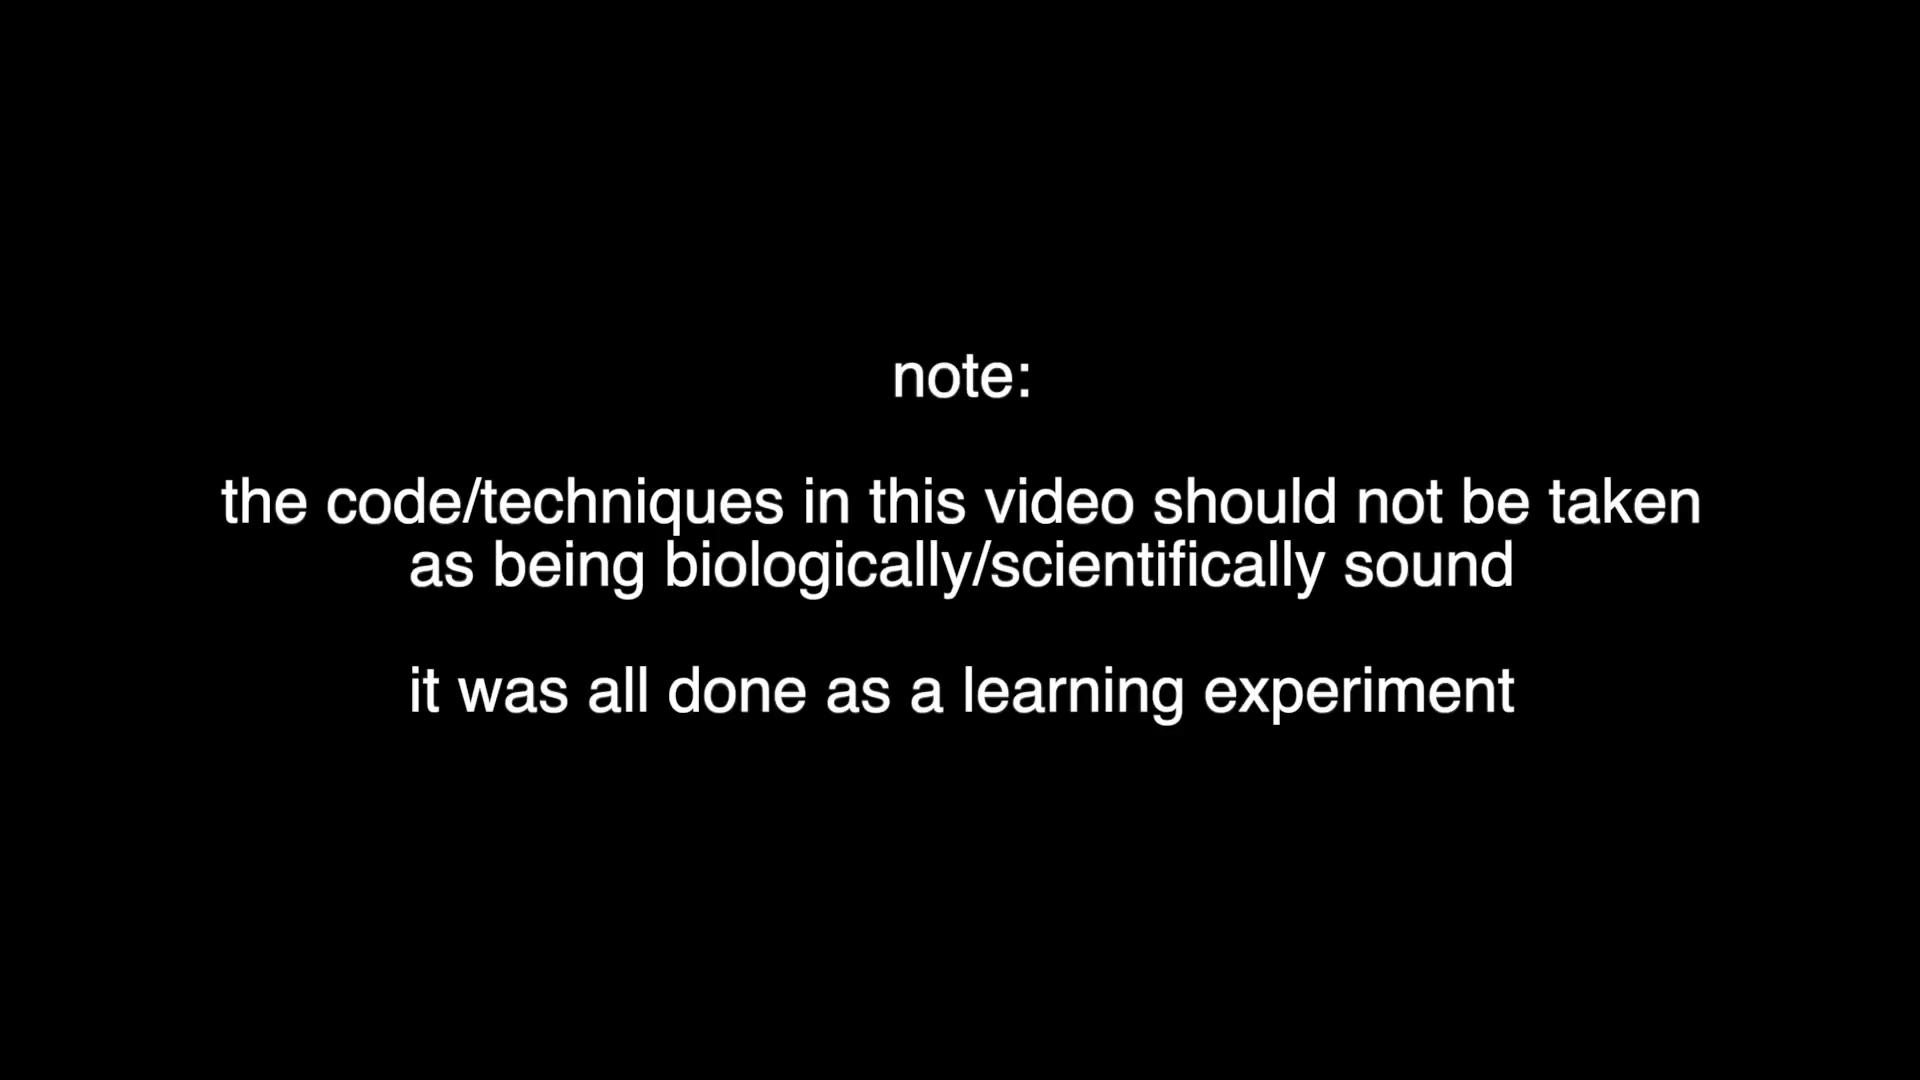 note:
the code/techniques in this video should not be taken
as being biologically/scientifically sound
it was all done as a learning experiment